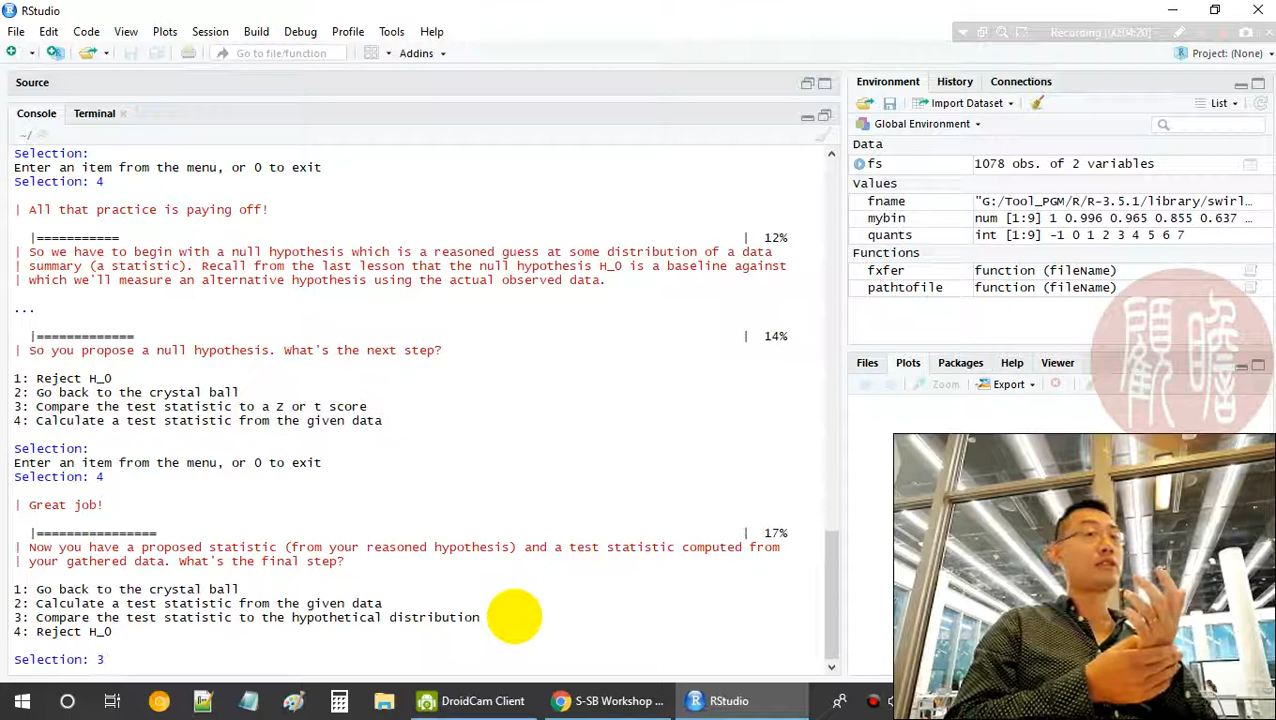 RStudio
File Edit Code View Plots Session Build Debug Profile Tools Help
Recording [00:04:20]
Go to file/function
Addins
Project: (None)
Source
Console Terminal
~/
Selection:
Enter an item from the menu, or 0 to exit
Selection: 4
| All that practice is paying off!
|=========== | 12%
| So we have to begin with a null hypothesis which is a reasoned guess at some distribution of a data
| summary (a statistic). Recall from the last lesson that the null hypothesis H_0 is a baseline against
| which we'll measure an alternative hypothesis using the actual observed data.
...
|============= | 14%
| So you propose a null hypothesis. What's the next step?
1: Reject H_0
2: Go back to the crystal ball
3: Compare the test statistic to a Z or t score
4: Calculate a test statistic from the given data
Selection:
Enter an item from the menu, or 0 to exit
Selection: 4
| Great job!
|================ | 17%
| Now you have a proposed statistic (from your reasoned hypothesis) and a test statistic computed from
| your gathered data. What's the final step?
1: Go back to the crystal ball
2: Calculate a test statistic from the given data
3: Compare the test statistic to the hypothetical distribution
4: Reject H_0
Selection: 3
Environment History Connections
Import Dataset List
Global Environment
Data
fs 1078 obs. of 2 variables
Values
fname "G:/Tool_PGM/R/R-3.5.1/library/swirl…
mybin num [1:9] 1 0.996 0.965 0.855 0.637 ...
quants int [1:9] -1 0 1 2 3 4 5 6 7
Functions
fxfer function (fileName)
pathtofile function (fileName)
Files Plots Packages Help Viewer
Zoom Export
DroidCam Client
S-SB Workshop ...
RStudio